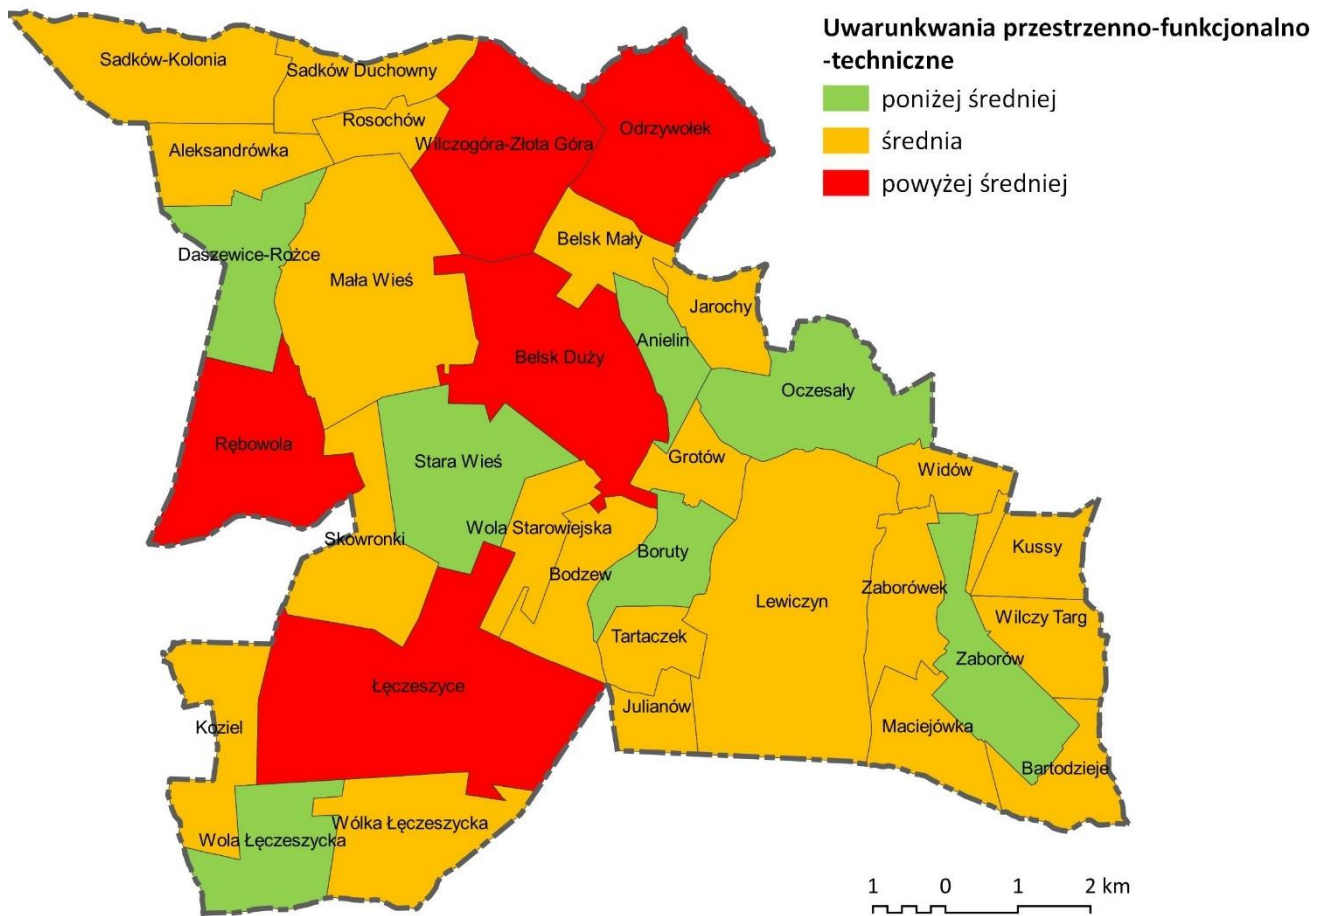 Uwarunkwania przestrzenno-funkcjonalno
-techniczne
poniżej średniej
średnia
powyżej średniej
Sadków-Kolonia
Sadków Duchowny
Rosochów
Aleksandrówka
Wilczogóra-Złota Góra
Odrzywołek
Daszewice-Rożce
Belsk Mały
Mała Wieś
Jarochy
Anielin
Belsk Duży
Oczesały
Rębowola
Stara Wieś
Grotów
Widów
Skowronki
Wola Starowiejska
Boruty
Kussy
Bodzew
Zaborówek
Lewiczyn
Wilczy Targ
Tartaczek
Zaborów
Łęczeszyce
Julianów
Koziel
Maciejówka
Bartodzieje
Wólka Łęczeszycka
Wola Łęczeszycka
1 0 1 2 km